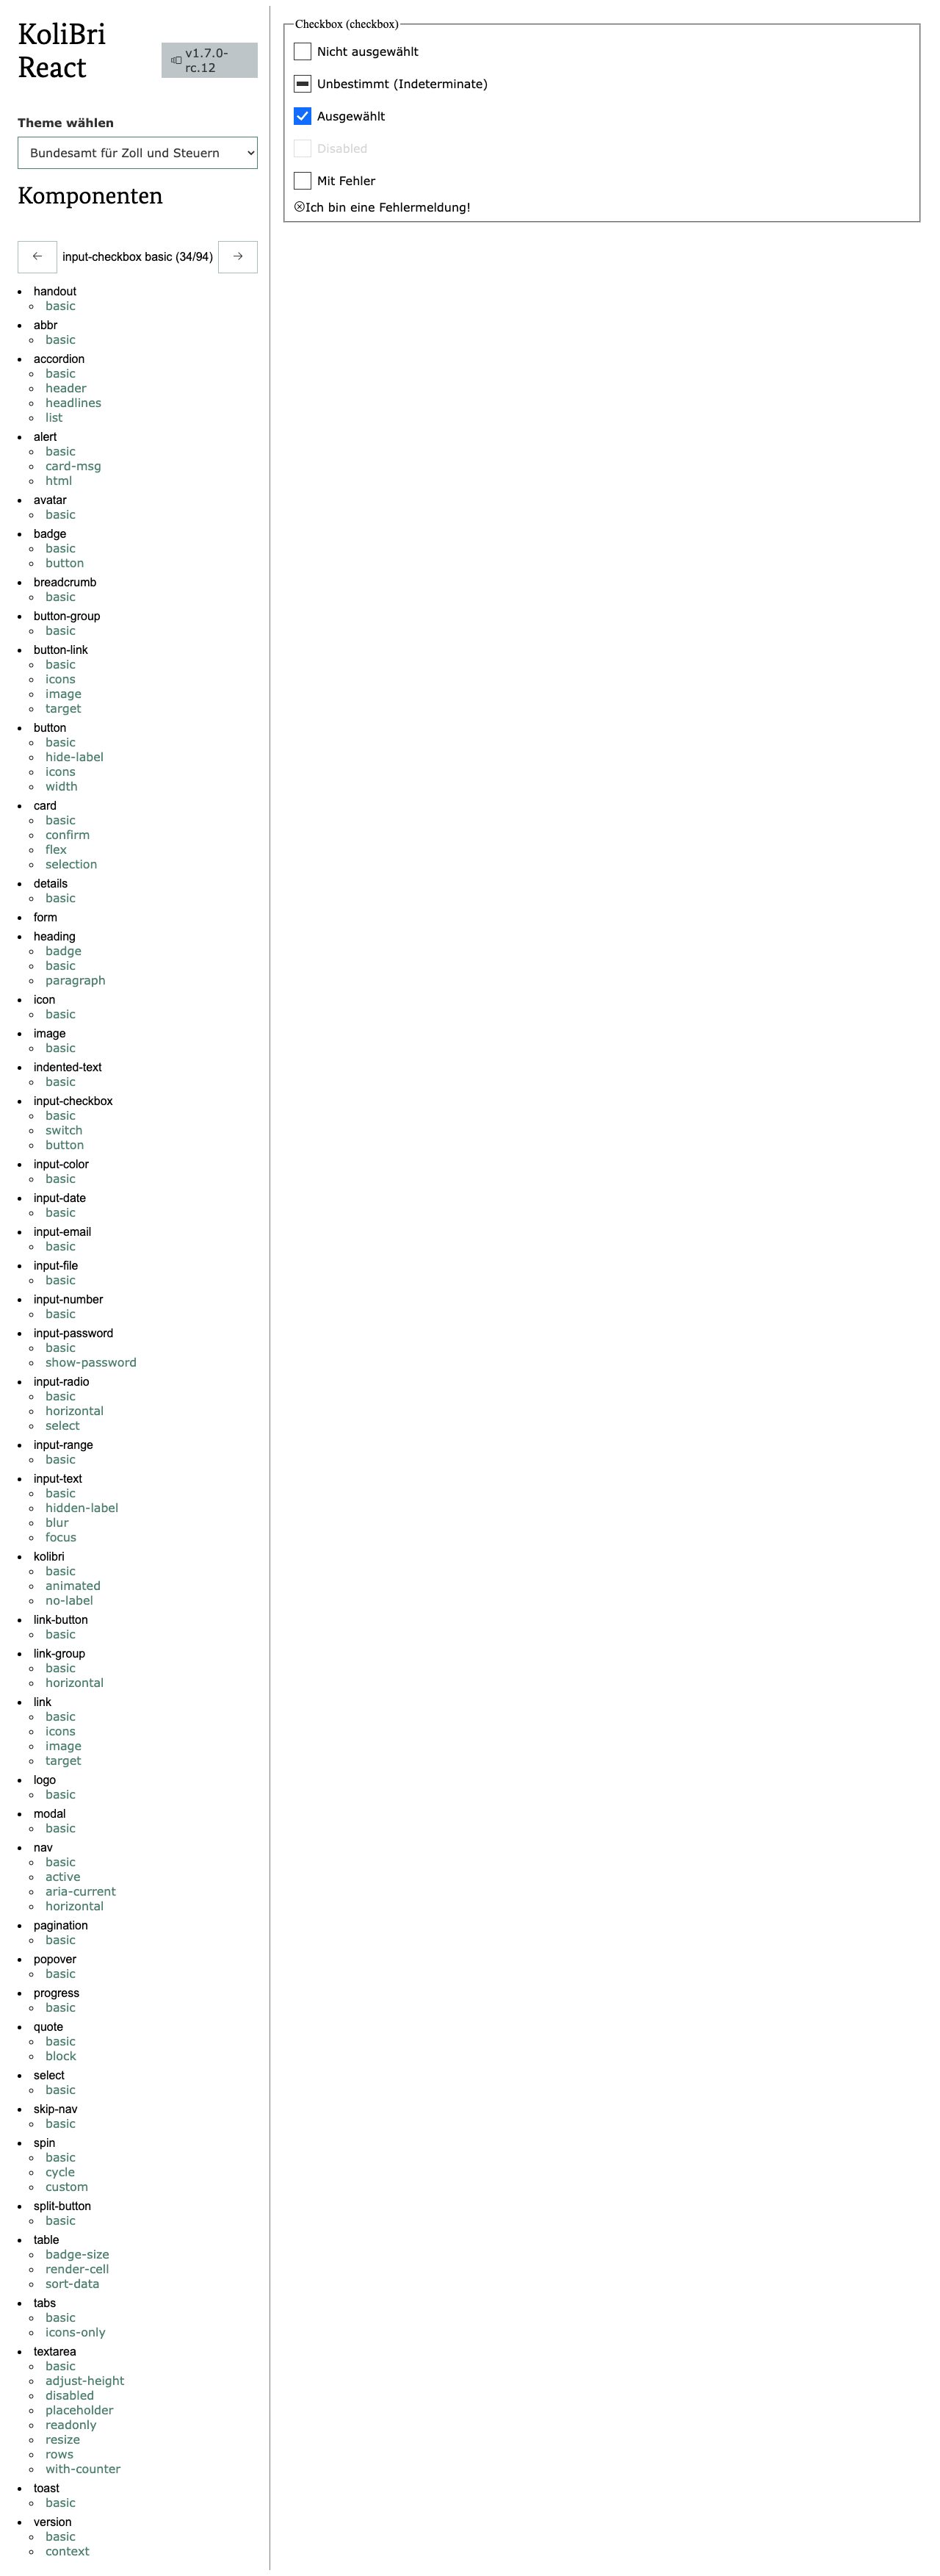 KoliBri
React
v1.7.0-
rc.12
Theme wählen
Bundesamt für Zoll und Steuern
Komponenten
input-checkbox basic (34/94)
handout
basic
abbr
basic
accordion
basic
header
headlines
list
alert
basic
card-msg
html
avatar
basic
badge
basic
button
breadcrumb
basic
button-group
basic
button-link
basic
icons
image
target
button
basic
hide-label
icons
width
card
basic
confirm
flex
selection
details
basic
form
heading
badge
basic
paragraph
icon
basic
image
basic
indented-text
basic
input-checkbox
basic
switch
button
input-color
basic
input-date
basic
input-email
basic
input-file
basic
input-number
basic
input-password
basic
show-password
input-radio
basic
horizontal
select
input-range
basic
input-text
basic
hidden-label
blur
focus
kolibri
basic
animated
no-label
link-button
basic
link-group
basic
horizontal
link
basic
icons
image
target
logo
basic
modal
basic
nav
basic
active
aria-current
horizontal
pagination
basic
popover
basic
progress
basic
quote
basic
block
select
basic
skip-nav
basic
spin
basic
cycle
custom
split-button
basic
table
badge-size
render-cell
sort-data
tabs
basic
icons-only
textarea
basic
adjust-height
disabled
placeholder
readonly
resize
rows
with-counter
toast
basic
version
basic
context
Checkbox (checkbox)
Nicht ausgewählt
Unbestimmt (Indeterminate)
Ausgewählt
Disabled
Mit Fehler
Ich bin eine Fehlermeldung!